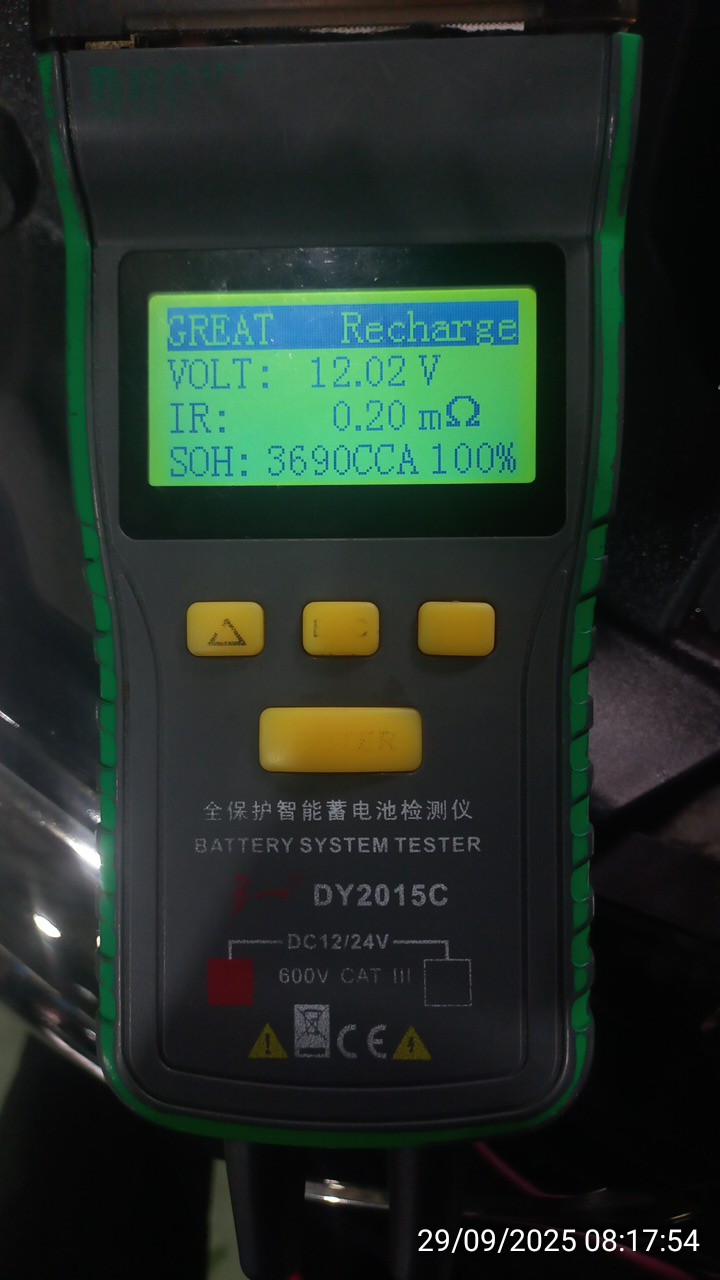 GREAT Recharge
VOLT: 12.02 V
IR: 0.20 mΩ
SOH: 3690CCA 100%
全保护智能蓄电池检测仪
BATTERY SYSTEM TESTER
DY2015C
DC12/24V
600V CAT III
CE
29/09/2025 08:17:54